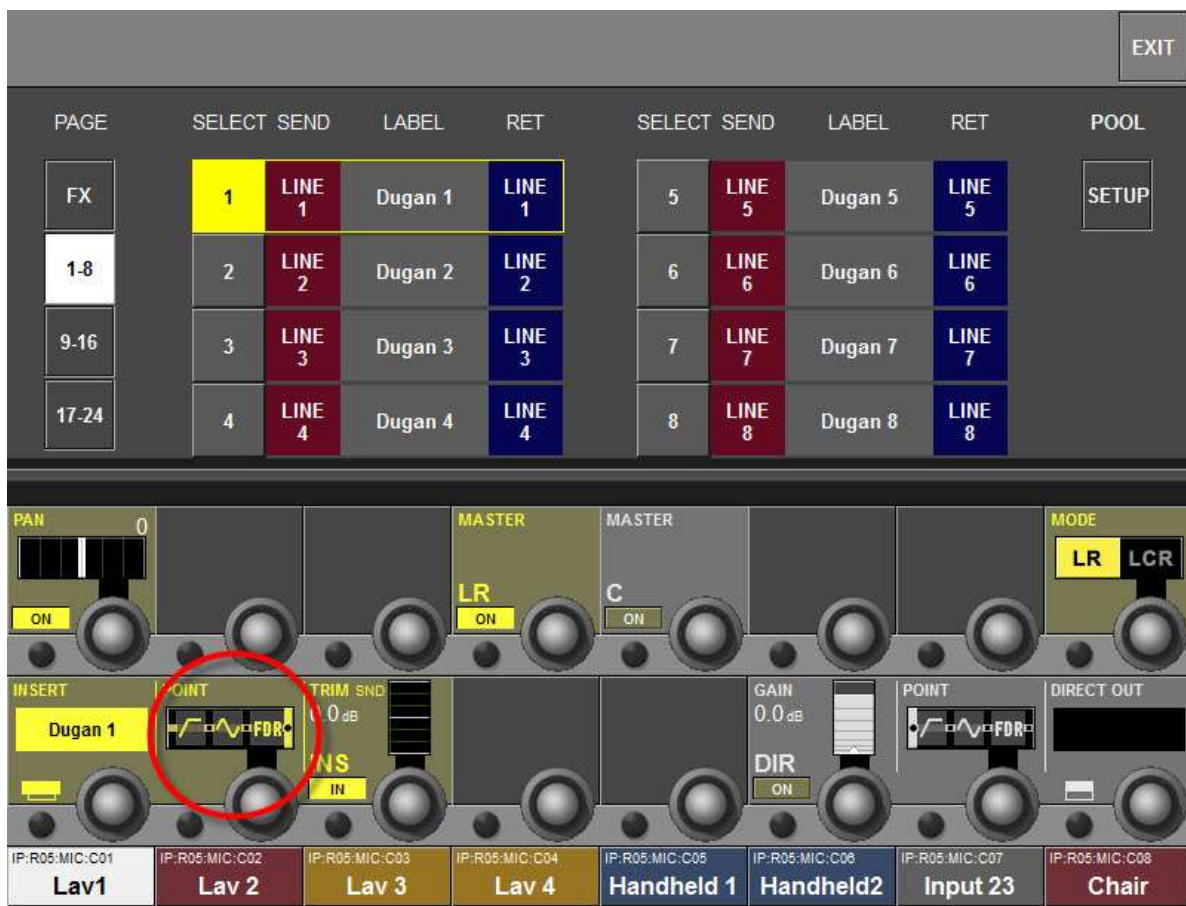 EXIT
PAGE SELECT SEND LABEL RET SELECT SEND LABEL RET POOL
FX 1 LINE 1 Dugan 1 LINE 1 5 LINE 5 Dugan 5 LINE 5 SETUP
1-8 2 LINE 2 Dugan 2 LINE 2 6 LINE 6 Dugan 6 LINE 6
9-16 3 LINE 3 Dugan 3 LINE 3 7 LINE 7 Dugan 7 LINE 7
17-24 4 LINE 4 Dugan 4 LINE 4 8 LINE 8 Dugan 8 LINE 8
PAN 0 MASTER MASTER MODE
LR LCR
LR C
ON ON ON
INSERT POINT TRIM SND GAIN POINT DIRECT OUT
Dugan 1 FDR 0.0 dB 0.0 dB FDR
INS DIR
IN ON
IP:R05:MIC:C01 IP:R05:MIC:C02 IP:R05:MIC:C03 IP:R05:MIC:C04 IP:R05:MIC:C05 IP:R05:MIC:C06 IP:R05:MIC:C07 IP:R05:MIC:C08
Lav1 Lav 2 Lav 3 Lav 4 Handheld 1 Handheld2 Input 23 Chair